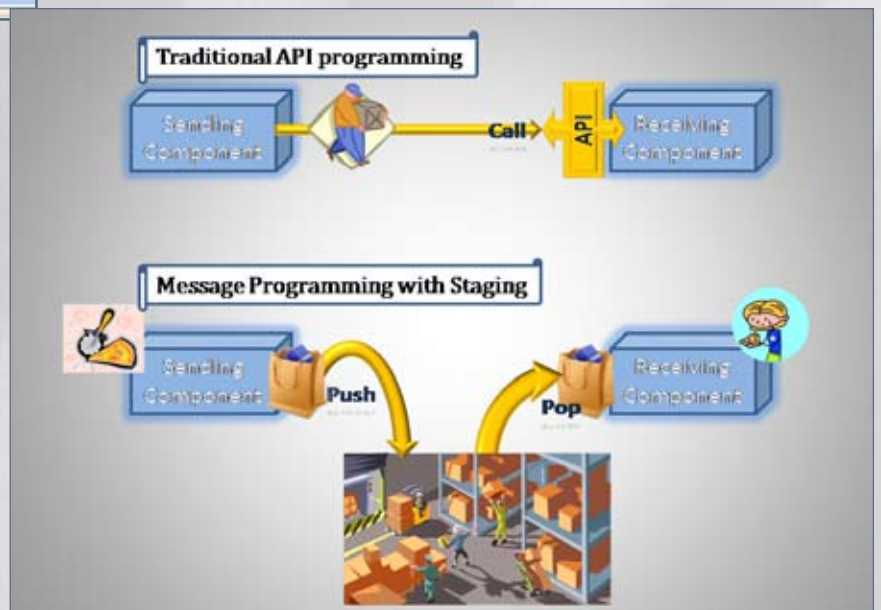 Traditional API programming
Sending
Component
Call
API
Receiving
Component
Message Programming with Staging
Sending
Component
Push
Pop
Receiving
Component